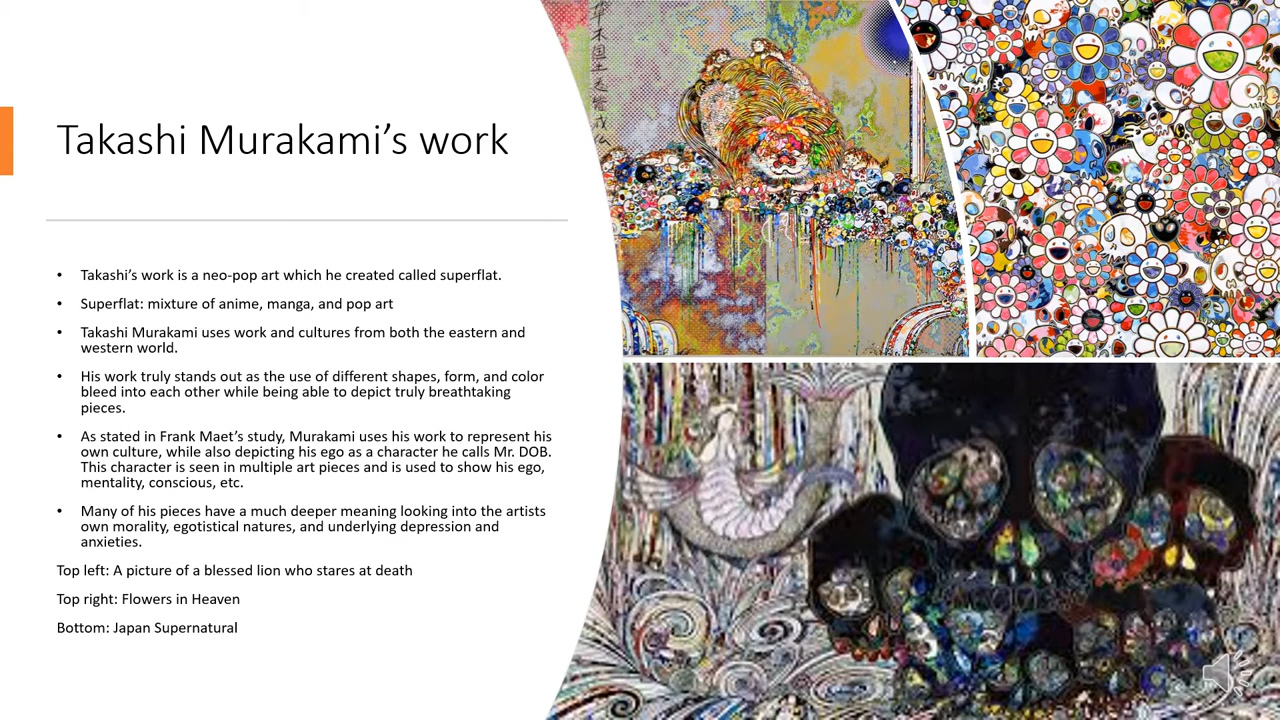 Takashi Murakami’s work
• Takashi’s work is a neo-pop art which he created called superflat.
• Superflat: mixture of anime, manga, and pop art
• Takashi Murakami uses work and cultures from both the eastern and
western world.
• His work truly stands out as the use of different shapes, form, and color
bleed into each other while being able to depict truly breathtaking
pieces.
• As stated in Frank Maet’s study, Murakami uses his work to represent his
own culture, while also depicting his ego as a character he calls Mr. DOB.
This character is seen in multiple art pieces and is used to show his ego,
mentality, conscious, etc.
• Many of his pieces have a much deeper meaning looking into the artists
own morality, egotistical natures, and underlying depression and
anxieties.
Top left: A picture of a blessed lion who stares at death
Top right: Flowers in Heaven
Bottom: Japan Supernatural